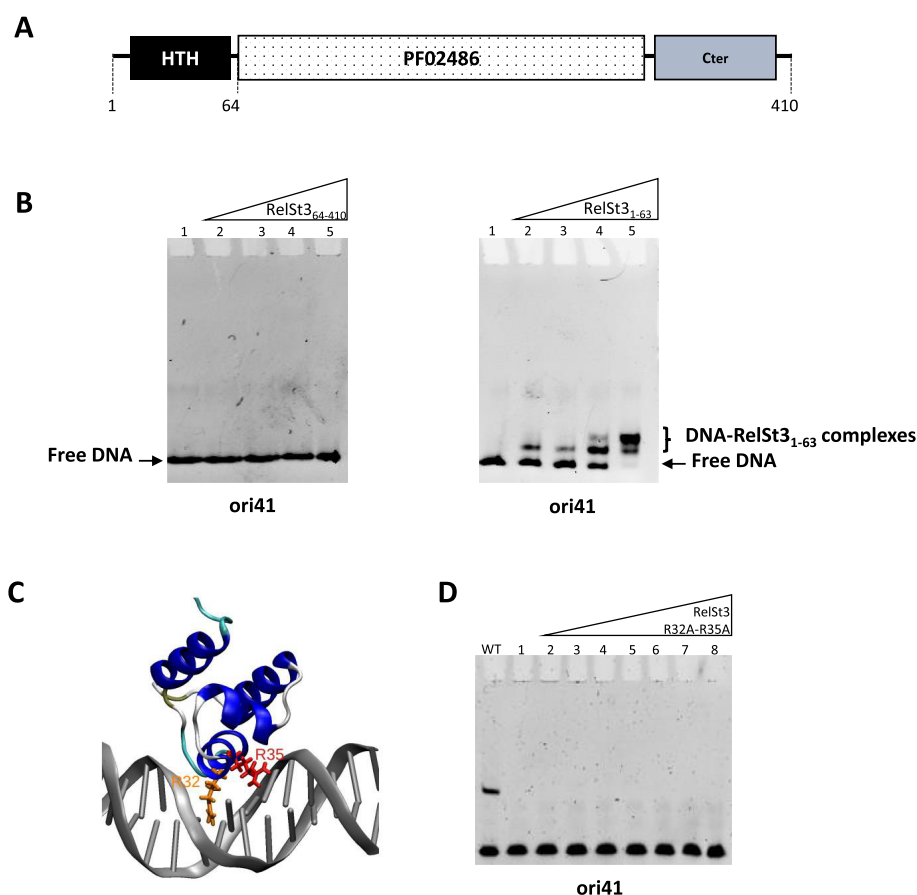 A
HTH
PF02486
Cter
1
64
410
B
RelSt364-410
1 2 3 4 5
Free DNA
ori41
RelSt31-63
1 2 3 4 5
DNA-RelSt31-63 complexes
Free DNA
ori41
C
R35
R32
D
RelSt3
R32A-R35A
WT 1 2 3 4 5 6 7 8
ori41